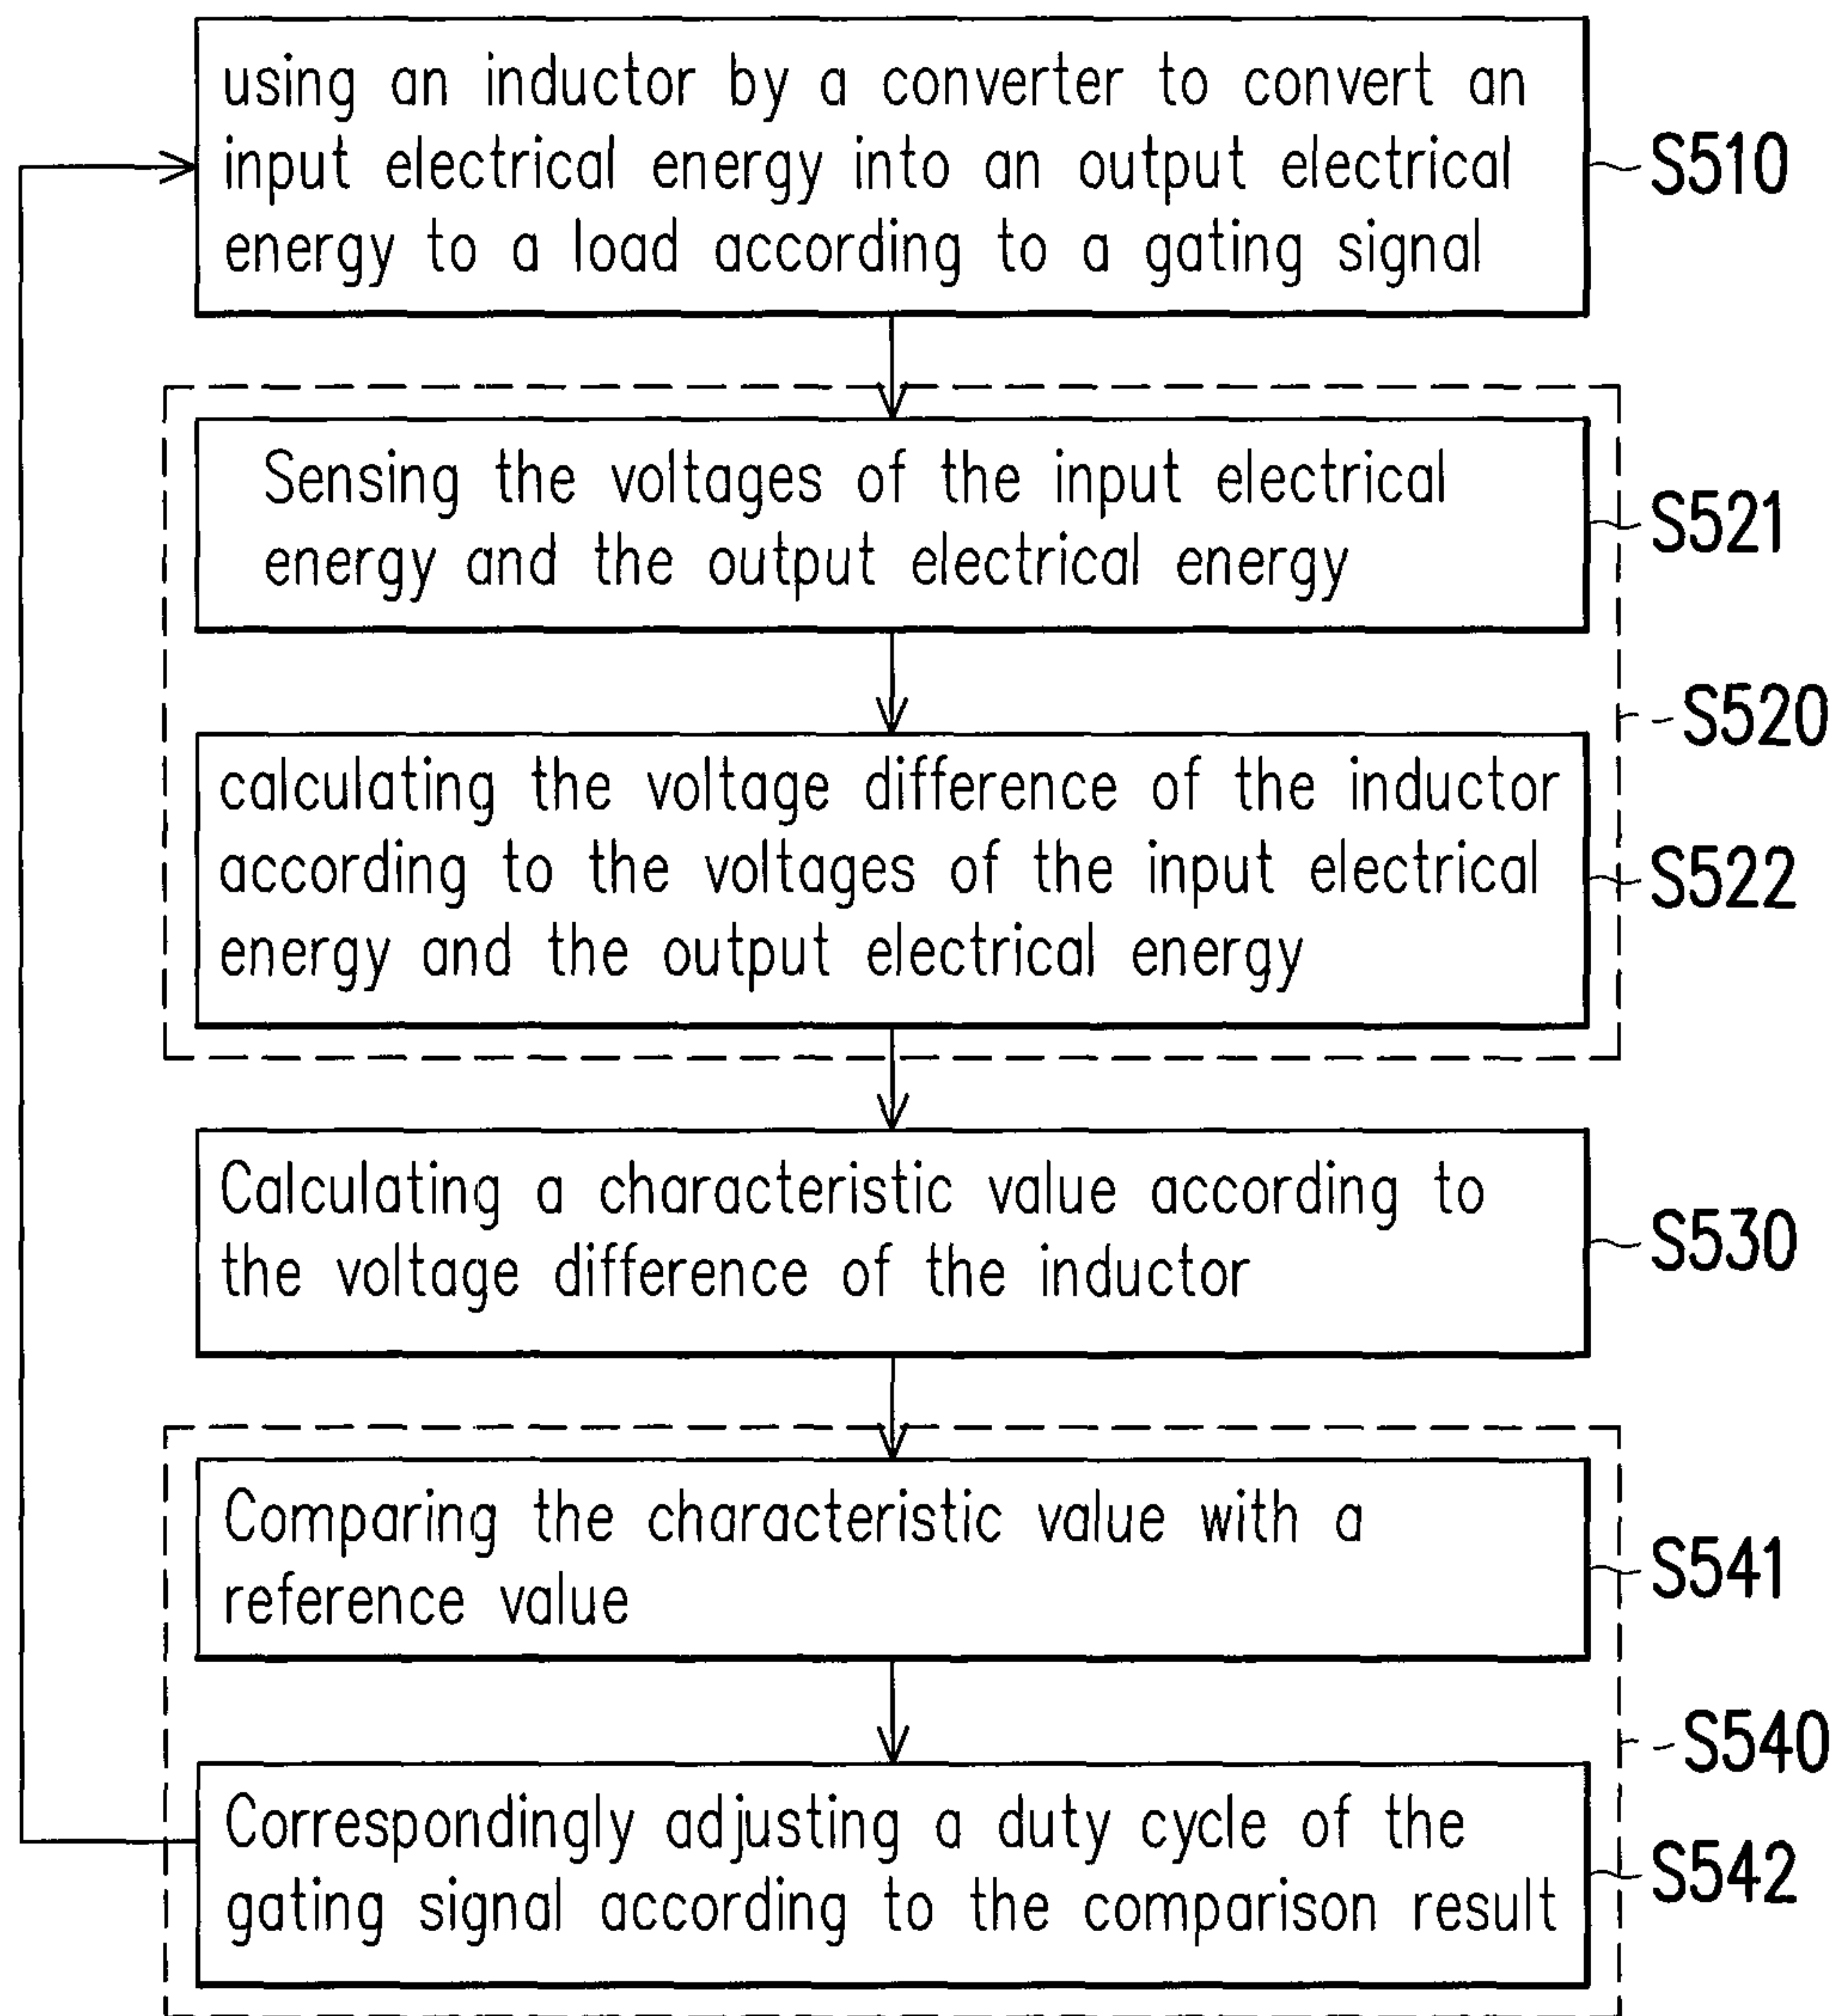 using an inductor by a converter to convert an
input electrical energy into an output electrical
energy to a load according to a gating signal
S510
Sensing the voltages of the input electrical
energy and the output electrical energy
S521
S520
calculating the voltage difference of the inductor
according to the voltages of the input electrical
energy and the output electrical energy
S522
Calculating a characteristic value according to
the voltage difference of the inductor
S530
Comparing the characteristic value with a
reference value
S541
S540
Correspondingly adjusting a duty cycle of the
gating signal according to the comparison result
S542